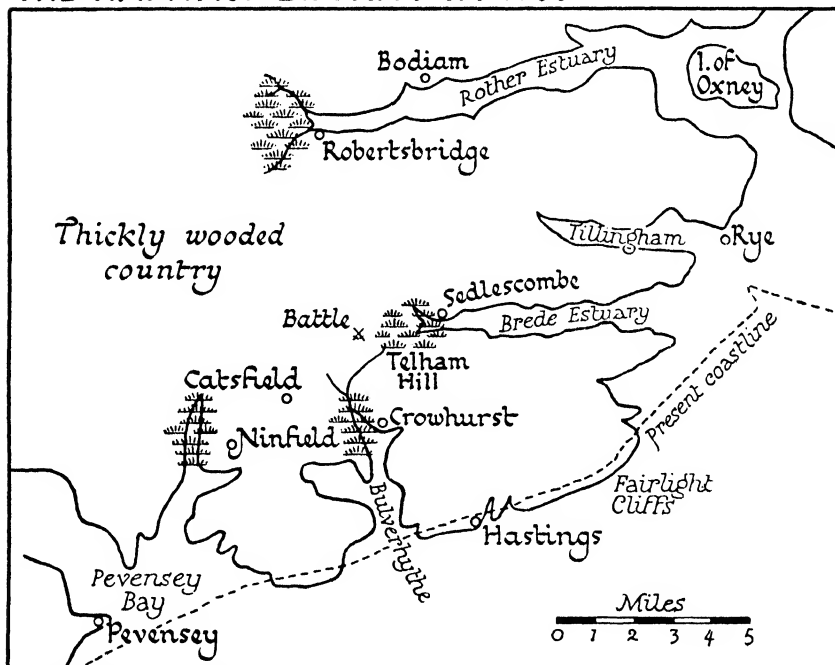 Bodiam
Rother Estuary
I. of
Oxney
Robertsbridge
Thickly wooded
country
Tillingham
Rye
Sedlescombe
Battle
Brede Estuary
Telham
Hill
Present coastline
Catsfield
Crowhurst
Ninfield
Fairlight
Cliffs
Bulverhythe
Hastings
Pevensey
Bay
Pevensey
Miles
0 1 2 3 4 5